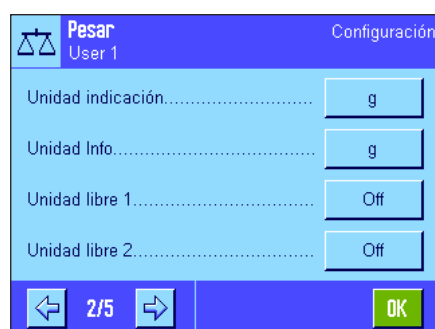 Pesar
Configuración
User 1
Unidad indicación........................... g
Unidad Info.................................... g
Unidad libre 1................................. Off
Unidad libre 2................................. Off
2/5
OK